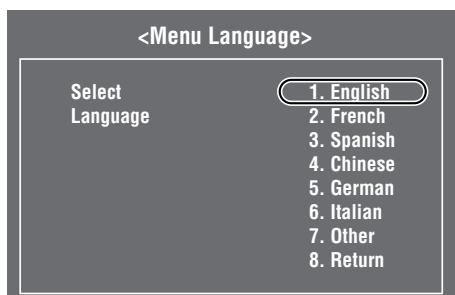 <Menu Language>
Select 1. English
Language 2. French
3. Spanish
4. Chinese
5. German
6. Italian
7. Other
8. Return